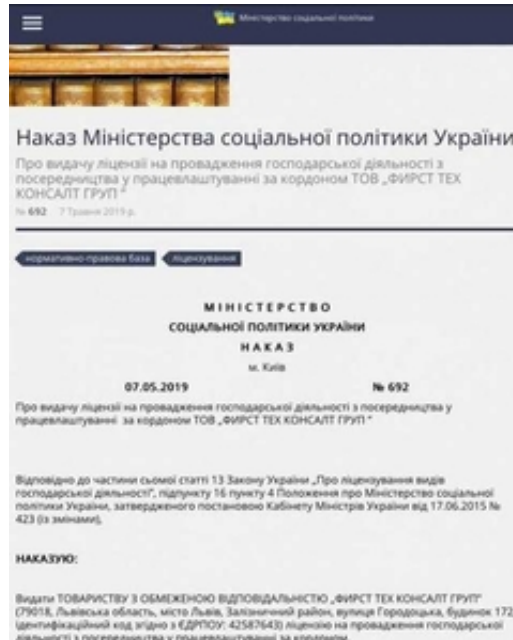 Міністерство соціальної політики
Наказ Міністерства соціальної політики України
Про видачу ліцензії на провадження господарської діяльності з
посередництва у працевлаштуванні за кордоном ТОВ „ФИРСТ ТЕХ
КОНСАЛТ ГРУП “
№ 692 7 Травня 2019 р.
нормативно-правова база ліцензування
МІНІСТЕРСТВО
СОЦІАЛЬНОЇ ПОЛІТИКИ УКРАЇНИ
НАКАЗ
м. Київ
07.05.2019 № 692
Про видачу ліцензії на провадження господарської діяльності з посередництва у
працевлаштуванні за кордоном ТОВ „ФИРСТ ТЕХ КОНСАЛТ ГРУП “
Відповідно до частини сьомої статті 13 Закону України „Про ліцензування видів
господарської діяльності”, підпункту 16 пункту 4 Положення про Міністерство соціальної
політики України, затвердженого постановою Кабінету Міністрів України від 17.06.2015 №
423 (із змінами),
НАКАЗУЮ:
Видати ТОВАРИСТВУ З ОБМЕЖЕНОЮ ВІДПОВІДАЛЬНІСТЮ „ФИРСТ ТЕХ КОНСАЛТ ГРУП”
(79018, Львівська область, місто Львів, Залізничний район, вулиця Городоцька, будинок 172,
ідентифікаційний код згідно з ЄДРПОУ: 42587643) ліцензію на провадження господарської
діяльності з посередництва у працевлаштуванні за кордоном